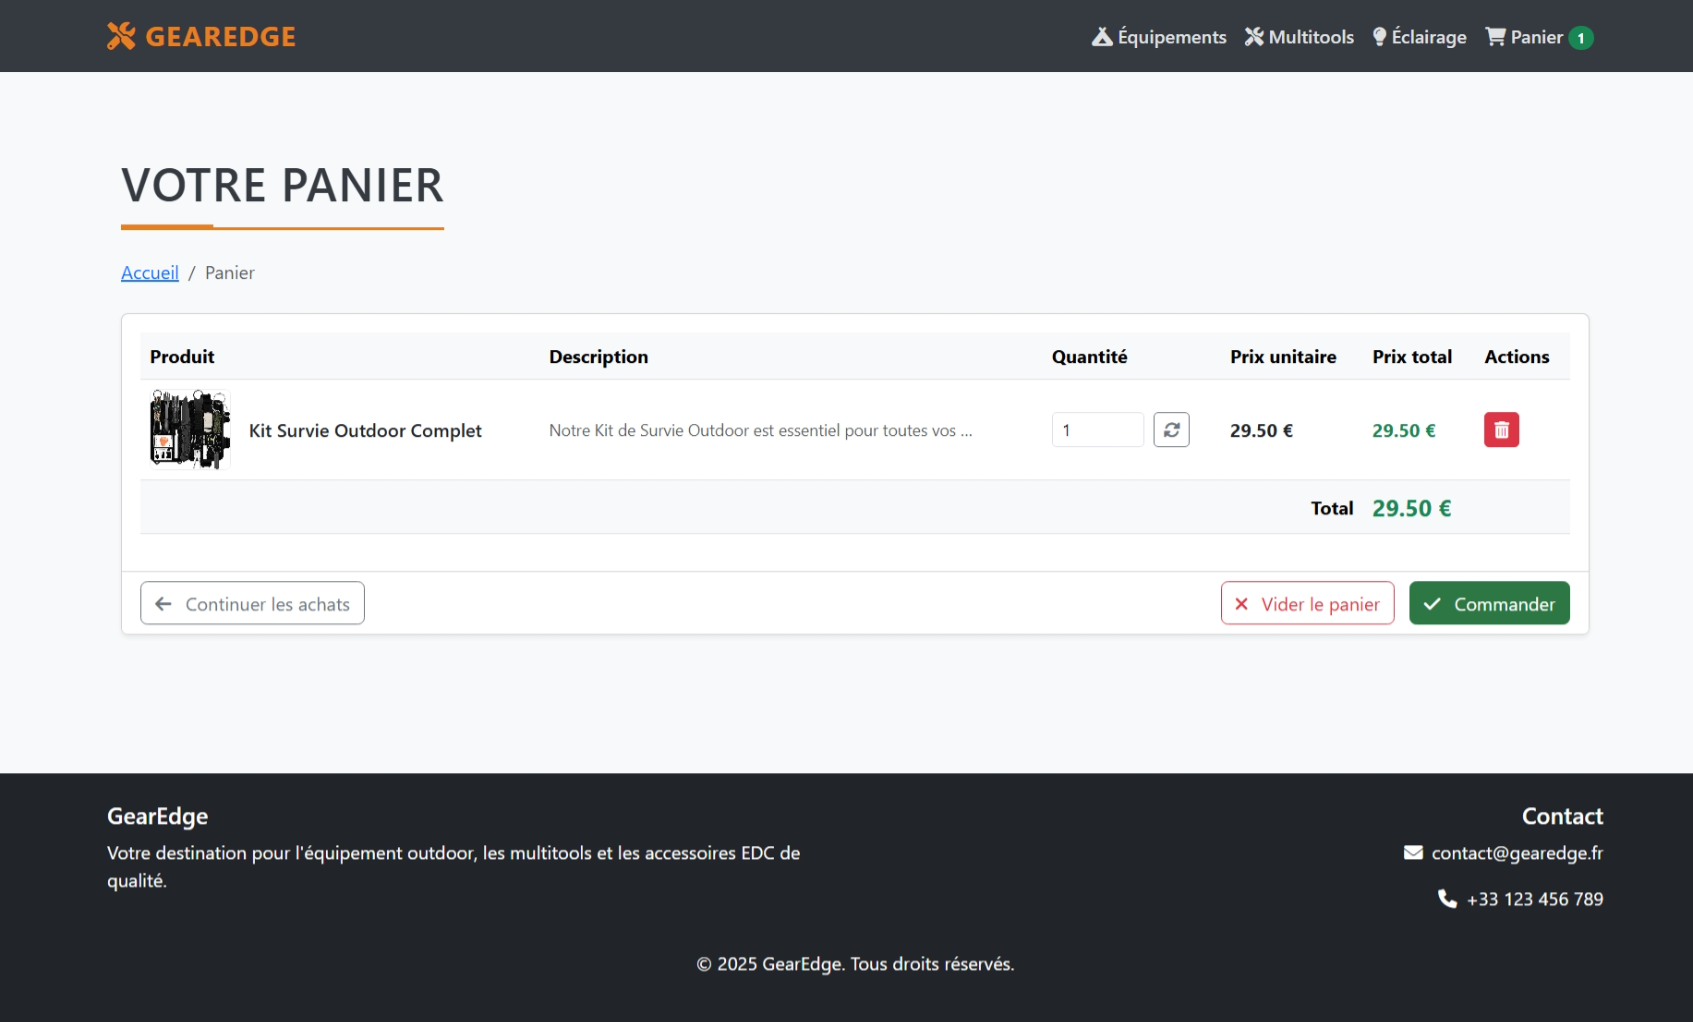 GEAREDGE
Équipements Multitools Éclairage Panier 1
VOTRE PANIER
Accueil / Panier
Produit Description Quantité Prix unitaire Prix total Actions
Kit Survie Outdoor Complet Notre Kit de Survie Outdoor est essentiel pour toutes vos ... 1 29.50 € 29.50 €
Total 29.50 €
Continuer les achats Vider le panier Commander
GearEdge
Votre destination pour l'équipement outdoor, les multitools et les accessoires EDC de
qualité.
Contact
contact@gearedge.fr
+33 123 456 789
© 2025 GearEdge. Tous droits réservés.